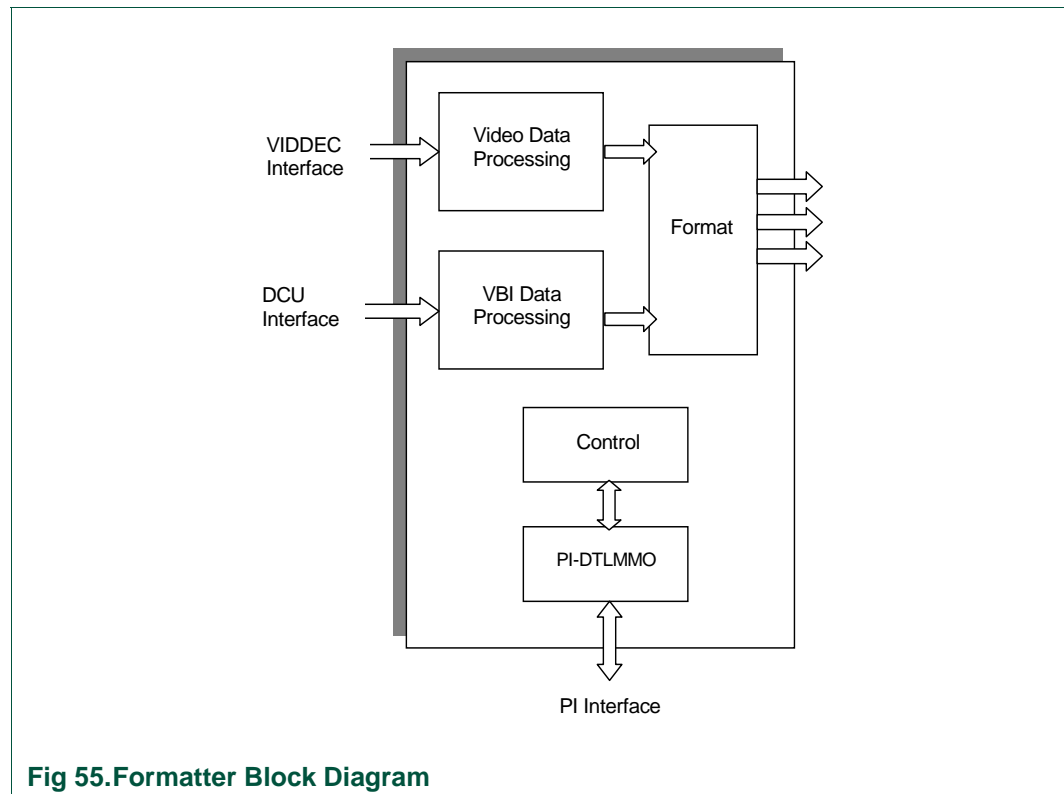 VIDDEC
Interface
Video Data
Processing
Format
DCU
Interface
VBI Data
Processing
Control
PI-DTLMMO
PI Interface
Fig 55.Formatter Block Diagram